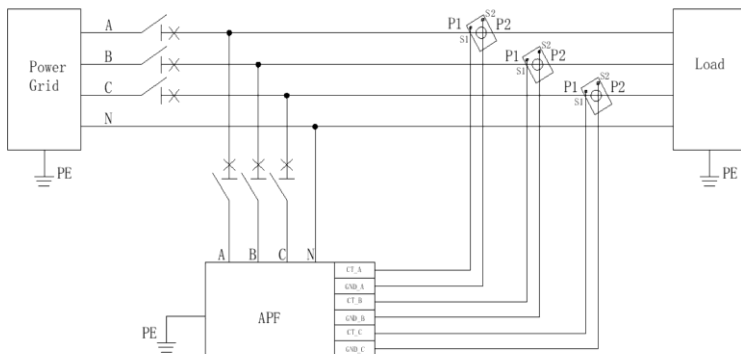 A
B
C
N
Power
Grid
PE
P1
S1
S2
P2
P1
S1
S2
P2
P1
S1
S2
P2
Load
PE
A
B
C
N
APF
PE
CT_A
GND_A
CT_B
GND_B
CT_C
GND_C